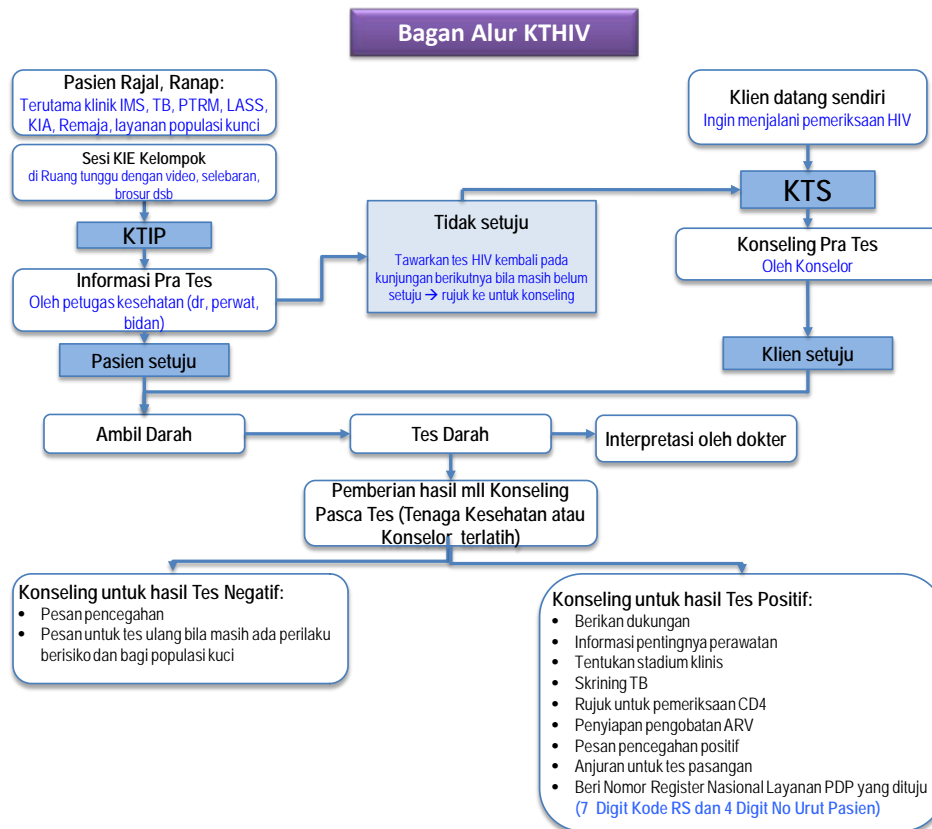 Bagan Alur KTHIV
Pasien Rajal, Ranap:
Terutama klinik IMS, TB, PTRM, LASS,
KIA, Remaja, layanan populasi kunci
Sesi KIE Kelompok
di Ruang tunggu dengan video, selebaran,
brosur dsb
KTIP
Informasi Pra Tes
Oleh petugas kesehatan (dr, perwat,
bidan)
Pasien setuju
Tidak setuju
Tawarkan tes HIV kembali pada
kunjungan berikutnya bila masih belum
setuju → rujuk ke untuk konseling
Klien datang sendiri
Ingin menjalani pemeriksaan HIV
KTS
Konseling Pra Tes
Oleh Konselor
Klien setuju
Ambil Darah
Tes Darah
Interpretasi oleh dokter
Pemberian hasil mll Konseling
Pasca Tes (Tenaga Kesehatan atau
Konselor terlatih)
Konseling untuk hasil Tes Negatif:
• Pesan pencegahan
• Pesan untuk tes ulang bila masih ada perilaku
berisiko dan bagi populasi kuci
Konseling untuk hasil Tes Positif:
• Berikan dukungan
• Informasi pentingnya perawatan
• Tentukan stadium klinis
• Skrining TB
• Rujuk untuk pemeriksaan CD4
• Penyiapan pengobatan ARV
• Pesan pencegahan positif
• Anjuran untuk tes pasangan
• Beri Nomor Register Nasional Layanan PDP yang dituju
(7 Digit Kode RS dan 4 Digit No Urut Pasien)